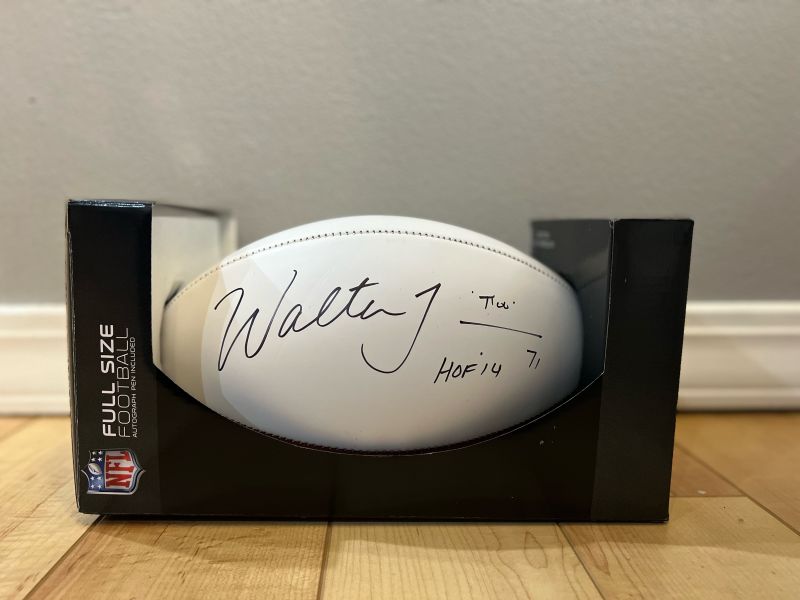 FULL SIZE
FOOTBALL
AUTOGRAPH PEN INCLUDED
NFL
Walter J
HOF'14
71